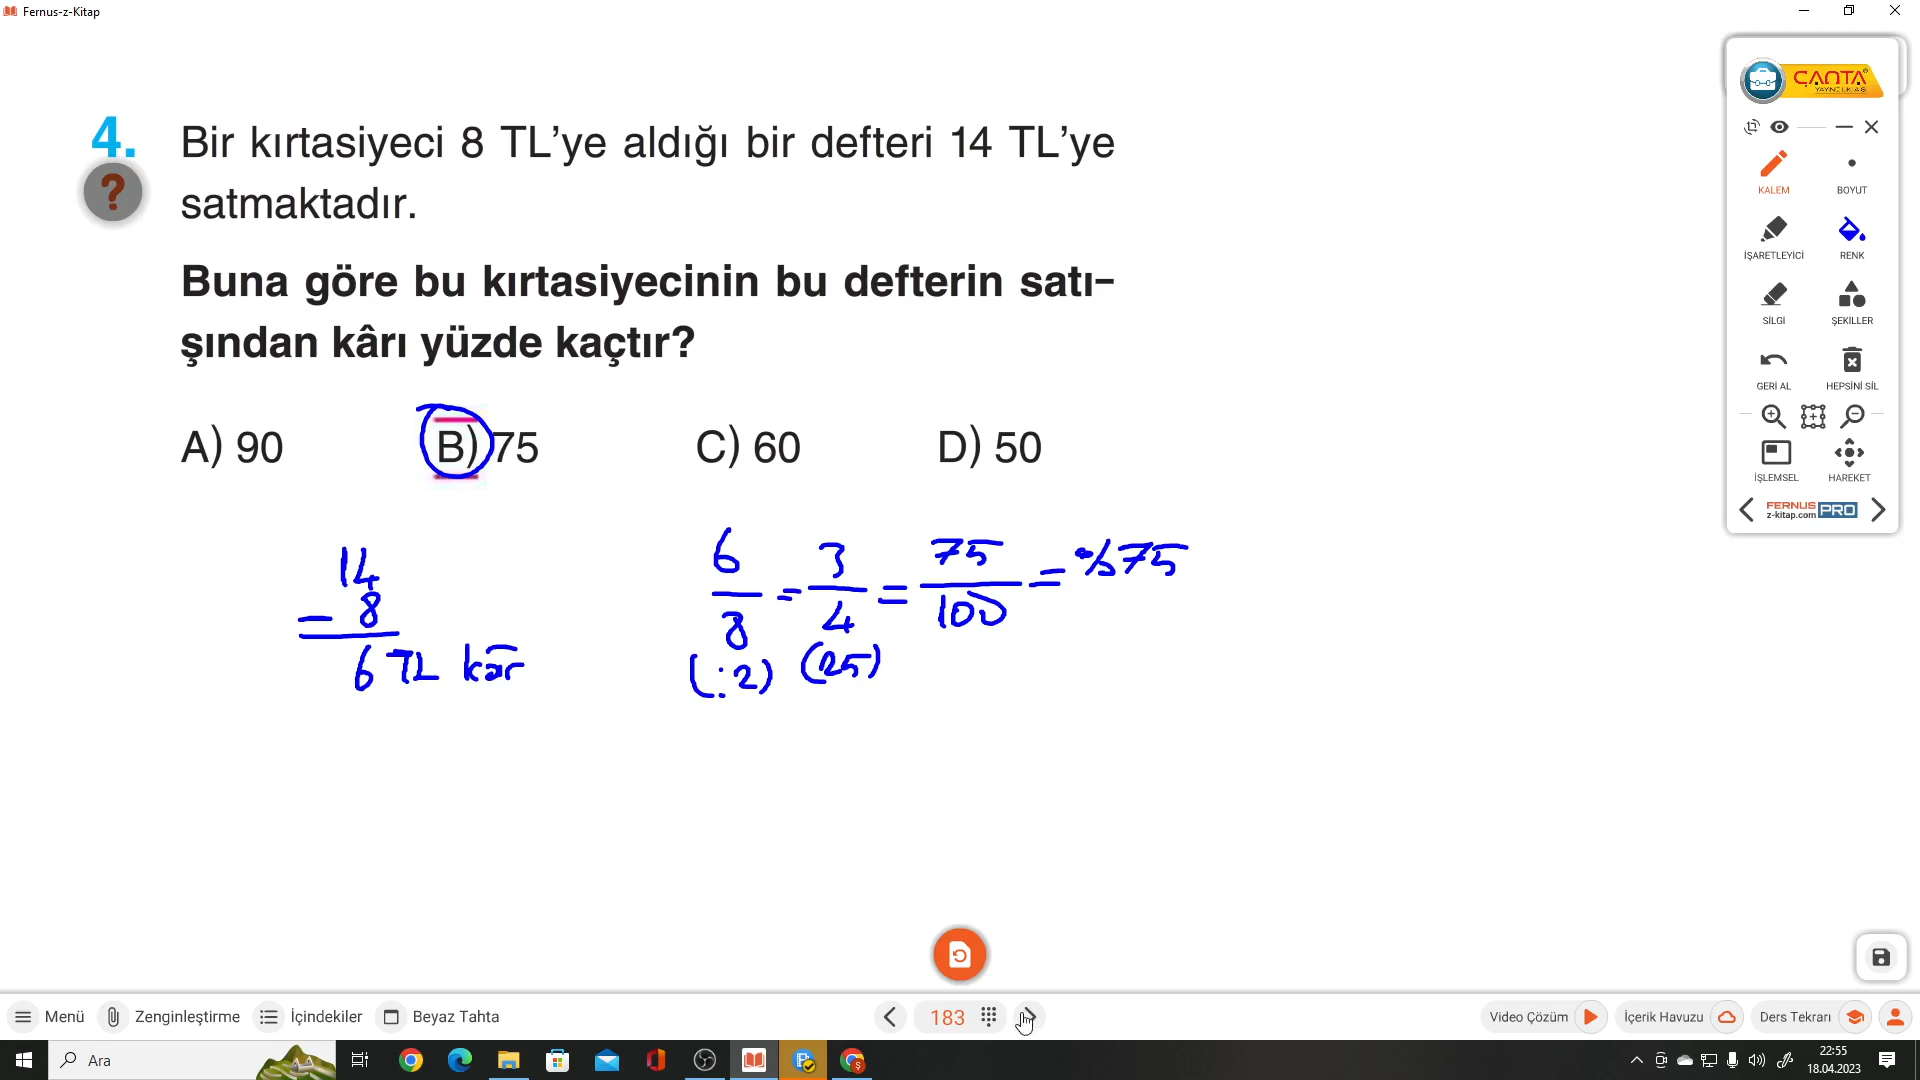 Fernus-z-Kitap
4. Bir kırtasiyeci 8 TL’ye aldığı bir defteri 14 TL’ye
satmaktadır.
?
Buna göre bu kırtasiyecinin bu defterin satı-
şından kârı yüzde kaçtır?
A) 90 B) 75 C) 60 D) 50
14
- 8
6 TL kâr
6 3 75
8 = 4 = 100 = %75
(:2) (25)
ÇANTA
YAYINCILIK A.Ş.
KALEM BOYUT
İŞARETLEYİCİ RENK
SİLGİ ŞEKİLLER
GERİ AL HEPSİNİ SİL
İŞLEMSEL HAREKET
FERNUS
z-kitap.com PRO
Menü Zenginleştirme İçindekiler Beyaz Tahta 183 Video Çözüm İçerik Havuzu Ders Tekrarı
Ara
22:55
18.04.2023